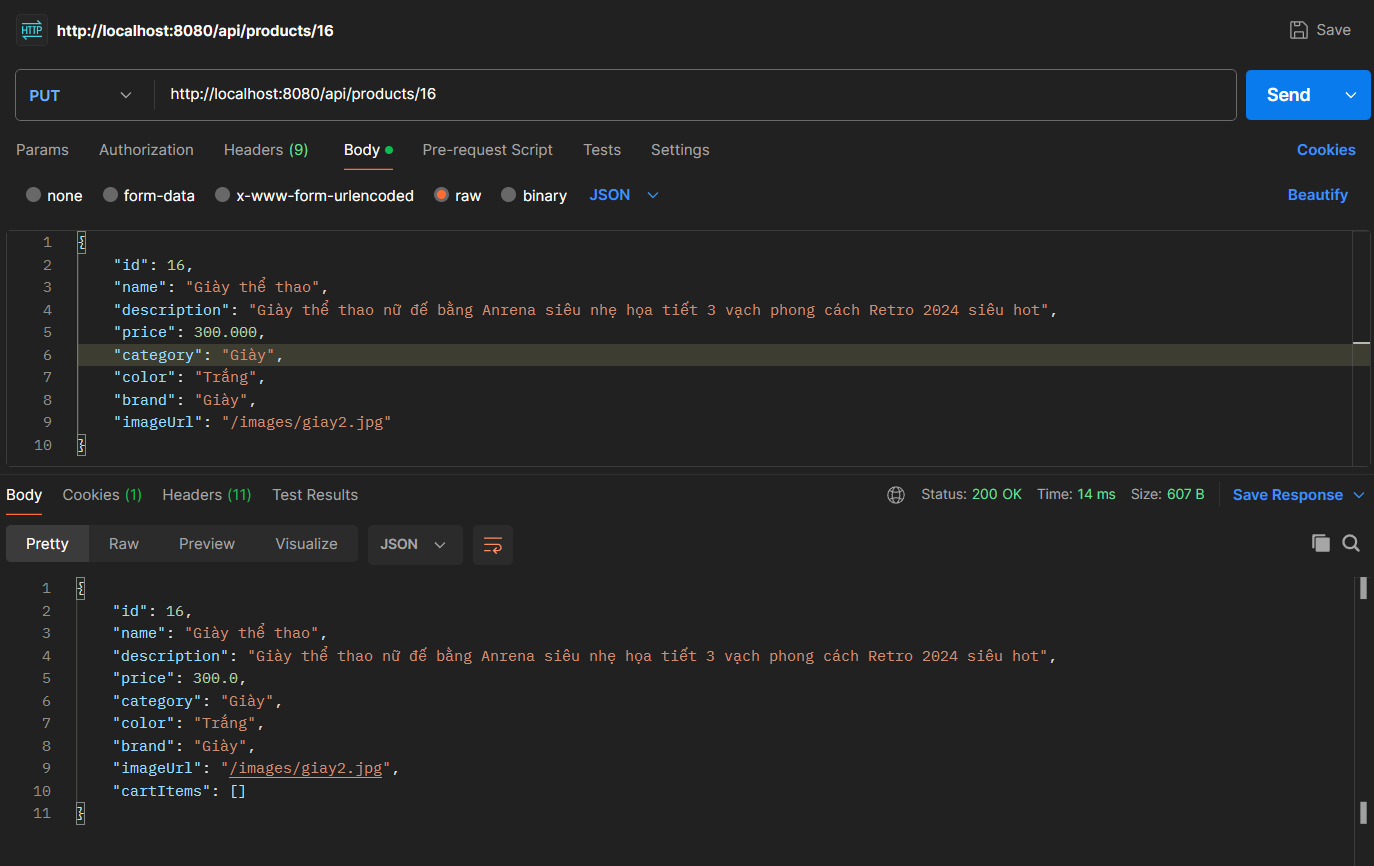 HTTP http://localhost:8080/api/products/16 Save
PUT http://localhost:8080/api/products/16 Send
Params Authorization Headers (9) Body Pre-request Script Tests Settings Cookies
none form-data x-www-form-urlencoded raw binary JSON Beautify
1 {
2 "id": 16,
3 "name": "Giày thể thao",
4 "description": "Giày thể thao nữ đế bằng Anrena siêu nhẹ họa tiết 3 vạch phong cách Retro 2024 siêu hot",
5 "price": 300.000,
6 "category": "Giày",
7 "color": "Trắng",
8 "brand": "Giày",
9 "imageUrl": "/images/giay2.jpg"
10 }
Body Cookies (1) Headers (11) Test Results Status: 200 OK Time: 14 ms Size: 607 B Save Response
Pretty Raw Preview Visualize JSON
1 {
2 "id": 16,
3 "name": "Giày thể thao",
4 "description": "Giày thể thao nữ đế bằng Anrena siêu nhẹ họa tiết 3 vạch phong cách Retro 2024 siêu hot",
5 "price": 300.0,
6 "category": "Giày",
7 "color": "Trắng",
8 "brand": "Giày",
9 "imageUrl": "/images/giay2.jpg",
10 "cartItems": []
11 }